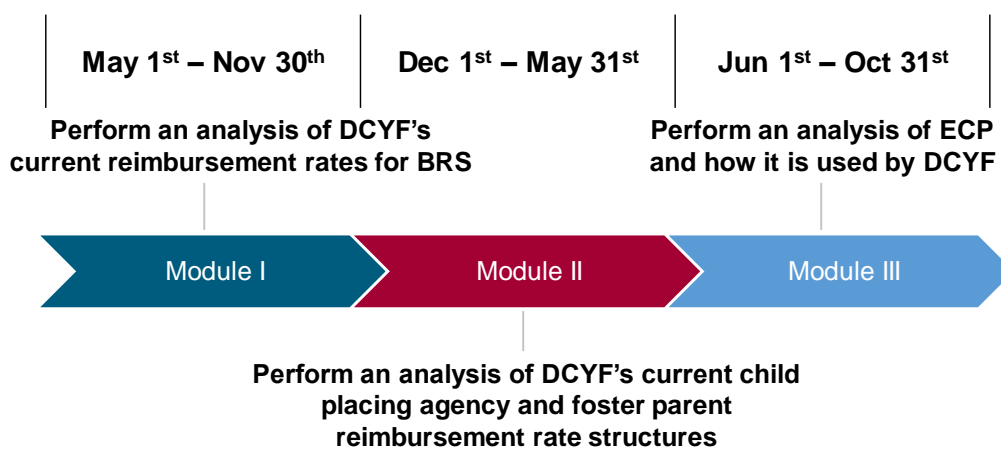 May 1st – Nov 30th
Dec 1st – May 31st
Jun 1st – Oct 31st
Perform an analysis of DCYF’s
current reimbursement rates for BRS
Perform an analysis of ECP
and how it is used by DCYF
Module I
Module II
Module III
Perform an analysis of DCYF’s current child
placing agency and foster parent
reimbursement rate structures